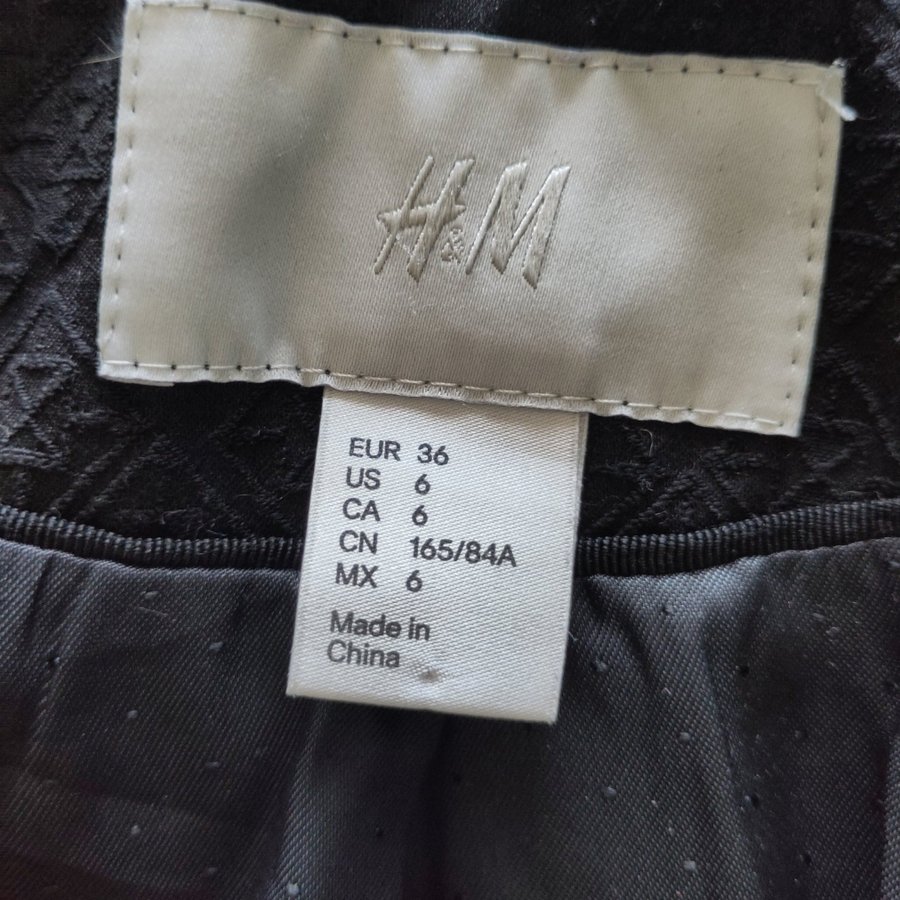 H&M
EUR 36
US 6
CA 6
CN 165/84A
MX 6
Made in
China